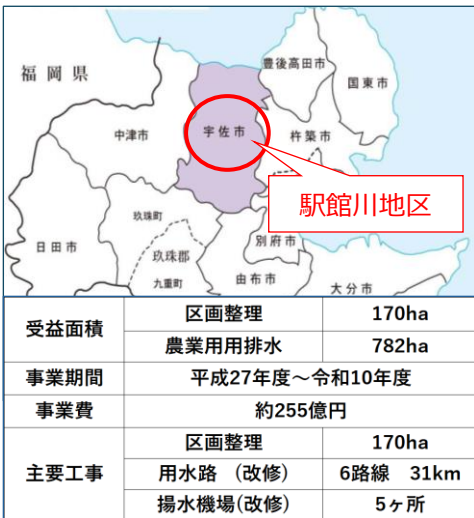 福岡県
豊後高田市
国東市
中津市
宇佐市
杵築市
駅館川地区
玖珠町
日田市
玖珠郡
別府市
九重町
由布市
大分市
受益面積 区画整理 170ha
農業用用排水 782ha
事業期間 平成27年度～令和10年度
事業費 約255億円
主要工事 区画整理 170ha
用水路 (改修) 6路線 31km
揚水機場(改修) 5ヶ所